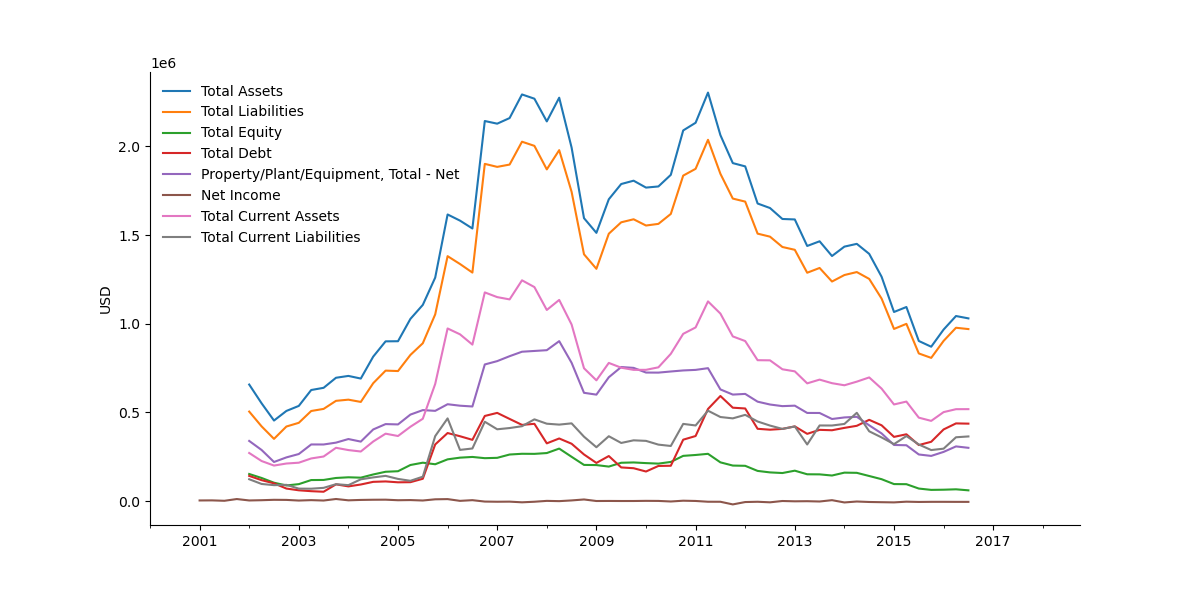 1e6
Total Assets
Total Liabilities
Total Equity
Total Debt
Property/Plant/Equipment, Total - Net
Net Income
Total Current Assets
Total Current Liabilities
2.0
1.5
1.0
0.5
0.0
USD
2001 2003 2005 2007 2009 2011 2013 2015 2017